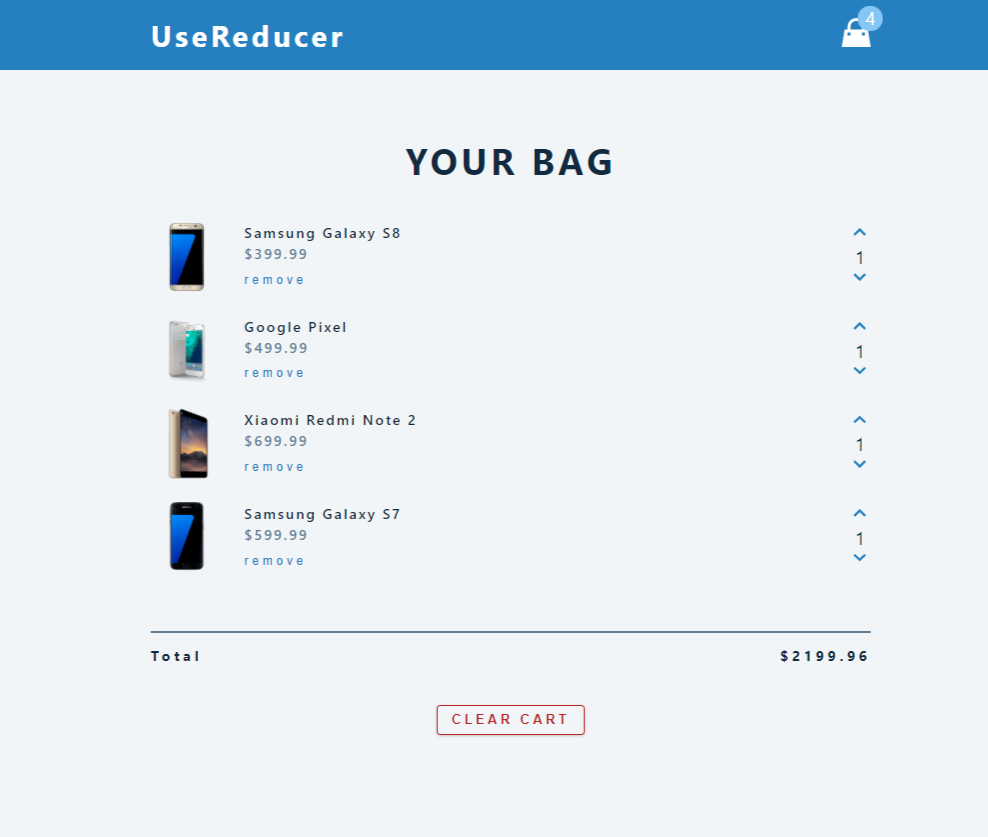 UseReducer
4
YOUR BAG
Samsung Galaxy S8
$399.99
remove
1
Google Pixel
$499.99
remove
1
Xiaomi Redmi Note 2
$699.99
remove
1
Samsung Galaxy S7
$599.99
remove
1
Total $2199.96
CLEAR CART